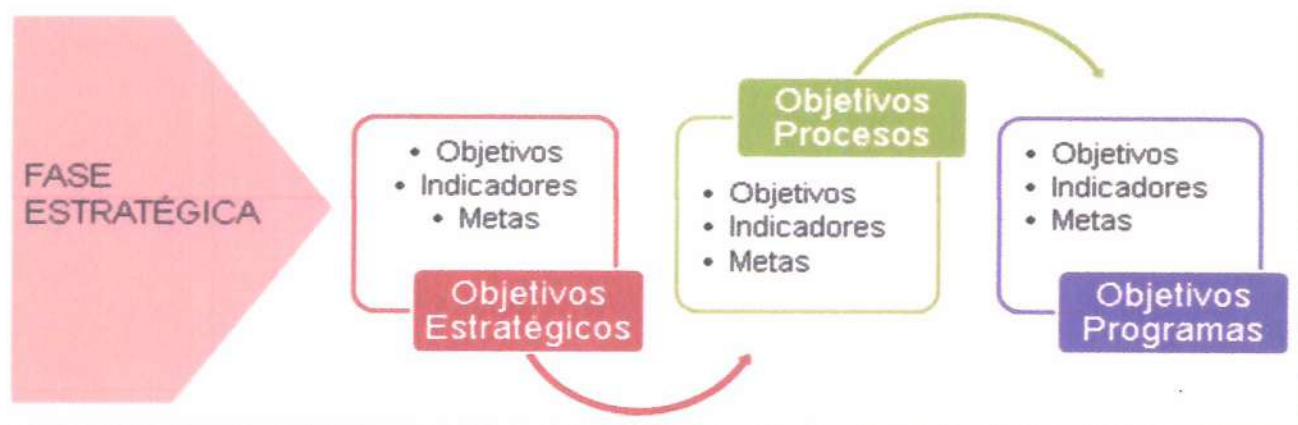 FASE
ESTRATÉGICA
• Objetivos
• Indicadores
• Metas
Objetivos
Estratégicos
Objetivos
Procesos
• Objetivos
• Indicadores
• Metas
• Objetivos
• Indicadores
• Metas
Objetivos
Programas